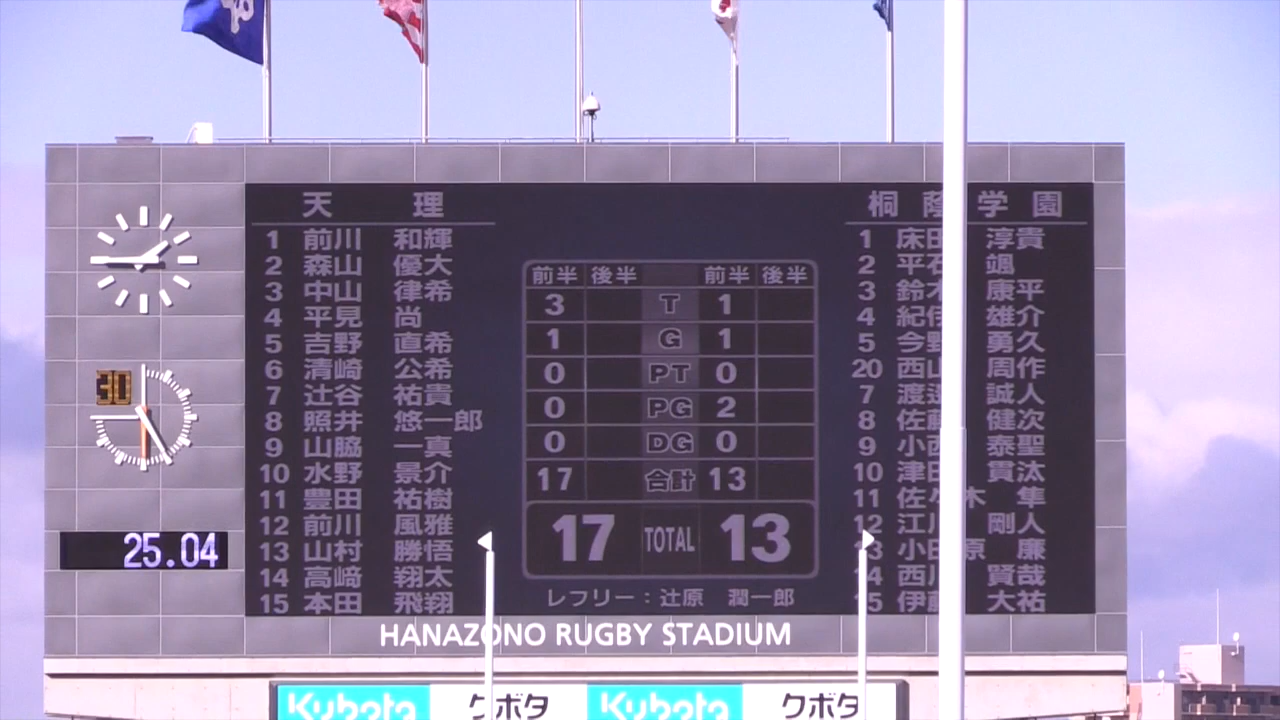 天理
1 前川 和輝
2 森山 優大
3 中山 律希
4 平見 尚
5 吉野 直希
6 清崎 公希
7 辻谷 祐貴
8 照井 悠一郎
9 山脇 一真
10 水野 景介
11 豊田 祐樹
12 前川 風雅
13 山村 勝悟
14 高﨑 翔太
15 本田 飛翔
前半 後半 前半 後半
3 T 1
1 G 1
0 PT 0
0 PG 2
0 DG 0
17 合計 13
17 TOTAL 13
レフリー：辻原 潤一郎
桐蔭学園
1 床田 淳貴
2 平石 颯
3 鈴木 康平
4 紀伊 雄介
5 今野 勇久
20 西山 周作
7 渡邉 誠人
8 佐藤 健次
9 小西 泰聖
10 津田 貫汰
11 佐々木 隼
12 江川 剛人
13 小田原 廉
14 西川 賢哉
15 伊藤 大祐
30
25.04
HANAZONO RUGBY STADIUM
Kubota クボタ Kubota クボタ